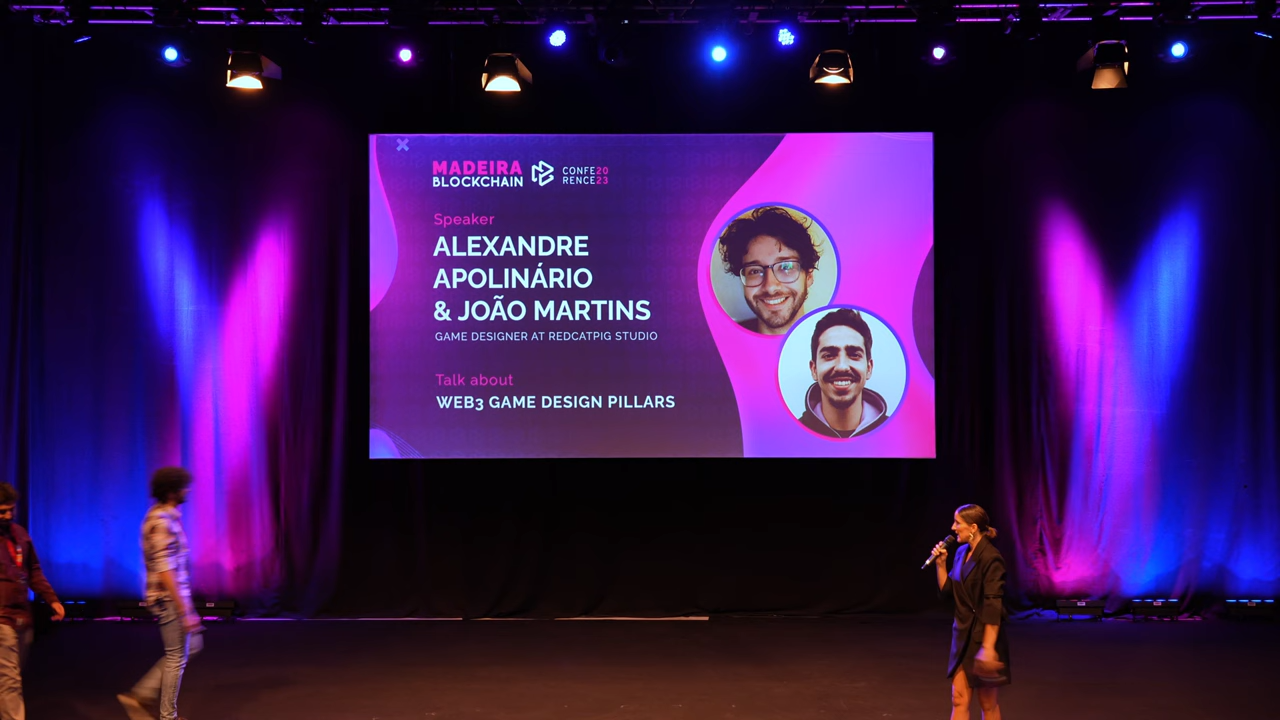 MADEIRA
BLOCKCHAIN
CONFE20
RENCE23
Speaker
ALEXANDRE
APOLINÁRIO
& JOÃO MARTINS
GAME DESIGNER AT REDCATPIG STUDIO
Talk about
WEB3 GAME DESIGN PILLARS